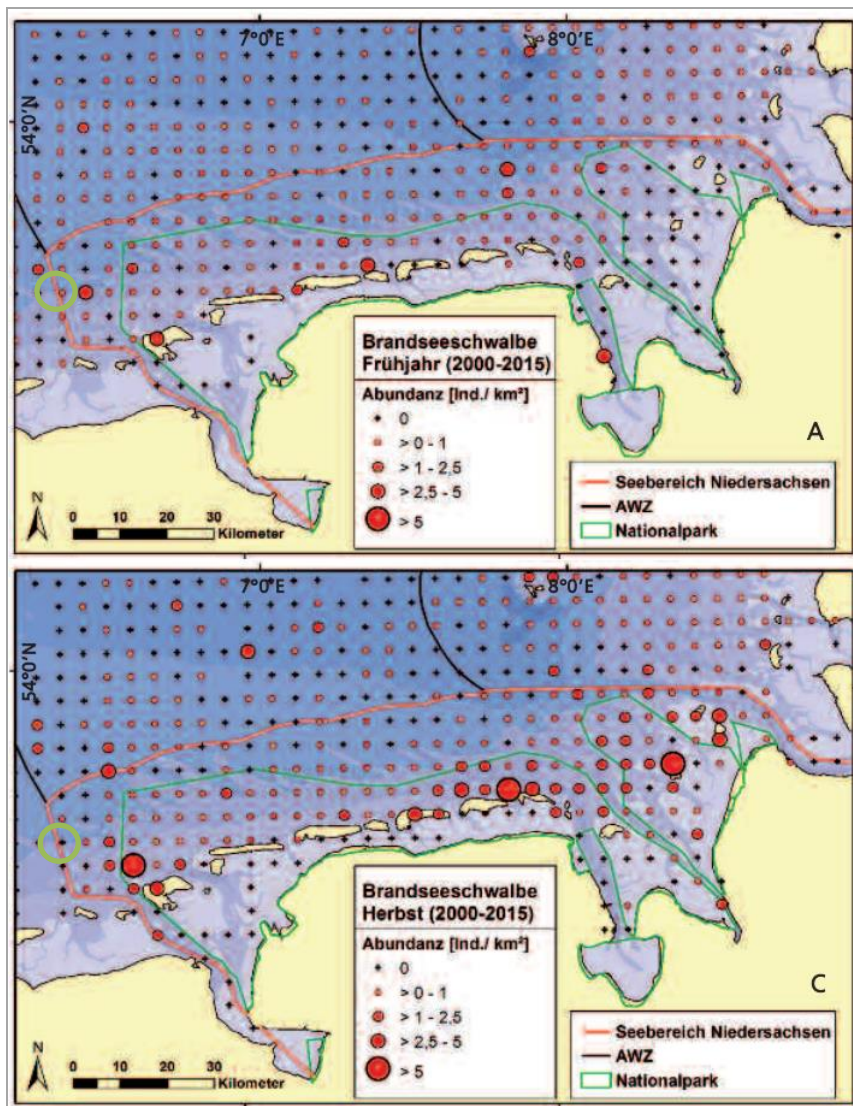 7°0'E
8°0'E
54°0'N
Brandseeschwalbe
Frühjahr (2000-2015)
Abundanz [Ind./ km²]
0
> 0 - 1
> 1 - 2,5
> 2,5 - 5
> 5
A
Seebereich Niedersachsen
AWZ
Nationalpark
N
0 10 20 30
Kilometer
7°0'E
8°0'E
54°0'N
Brandseeschwalbe
Herbst (2000-2015)
Abundanz [Ind./ km²]
0
> 0 - 1
> 1 - 2,5
> 2,5 - 5
> 5
C
Seebereich Niedersachsen
AWZ
Nationalpark
N
0 10 20 30
Kilometer